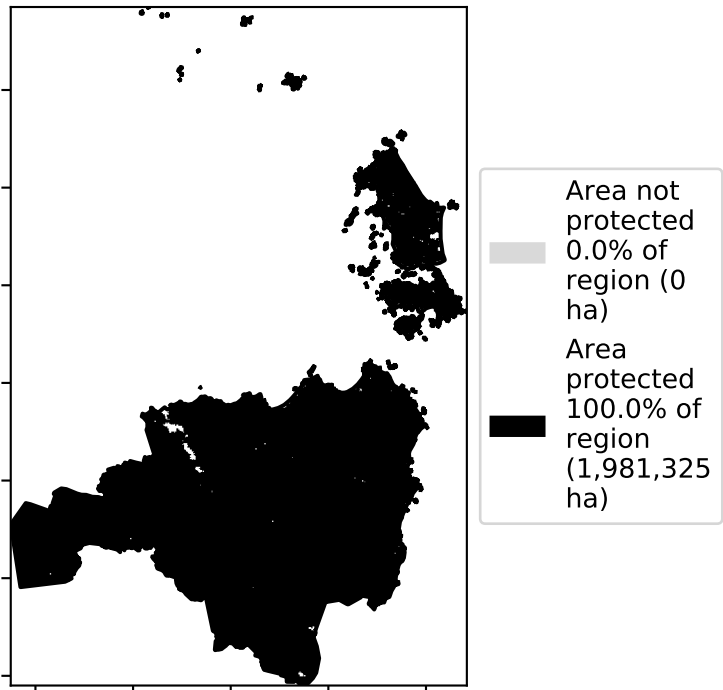 Area not
protected
0.0% of
region (0
ha)
Area
protected
100.0% of
region
(1,981,325
ha)